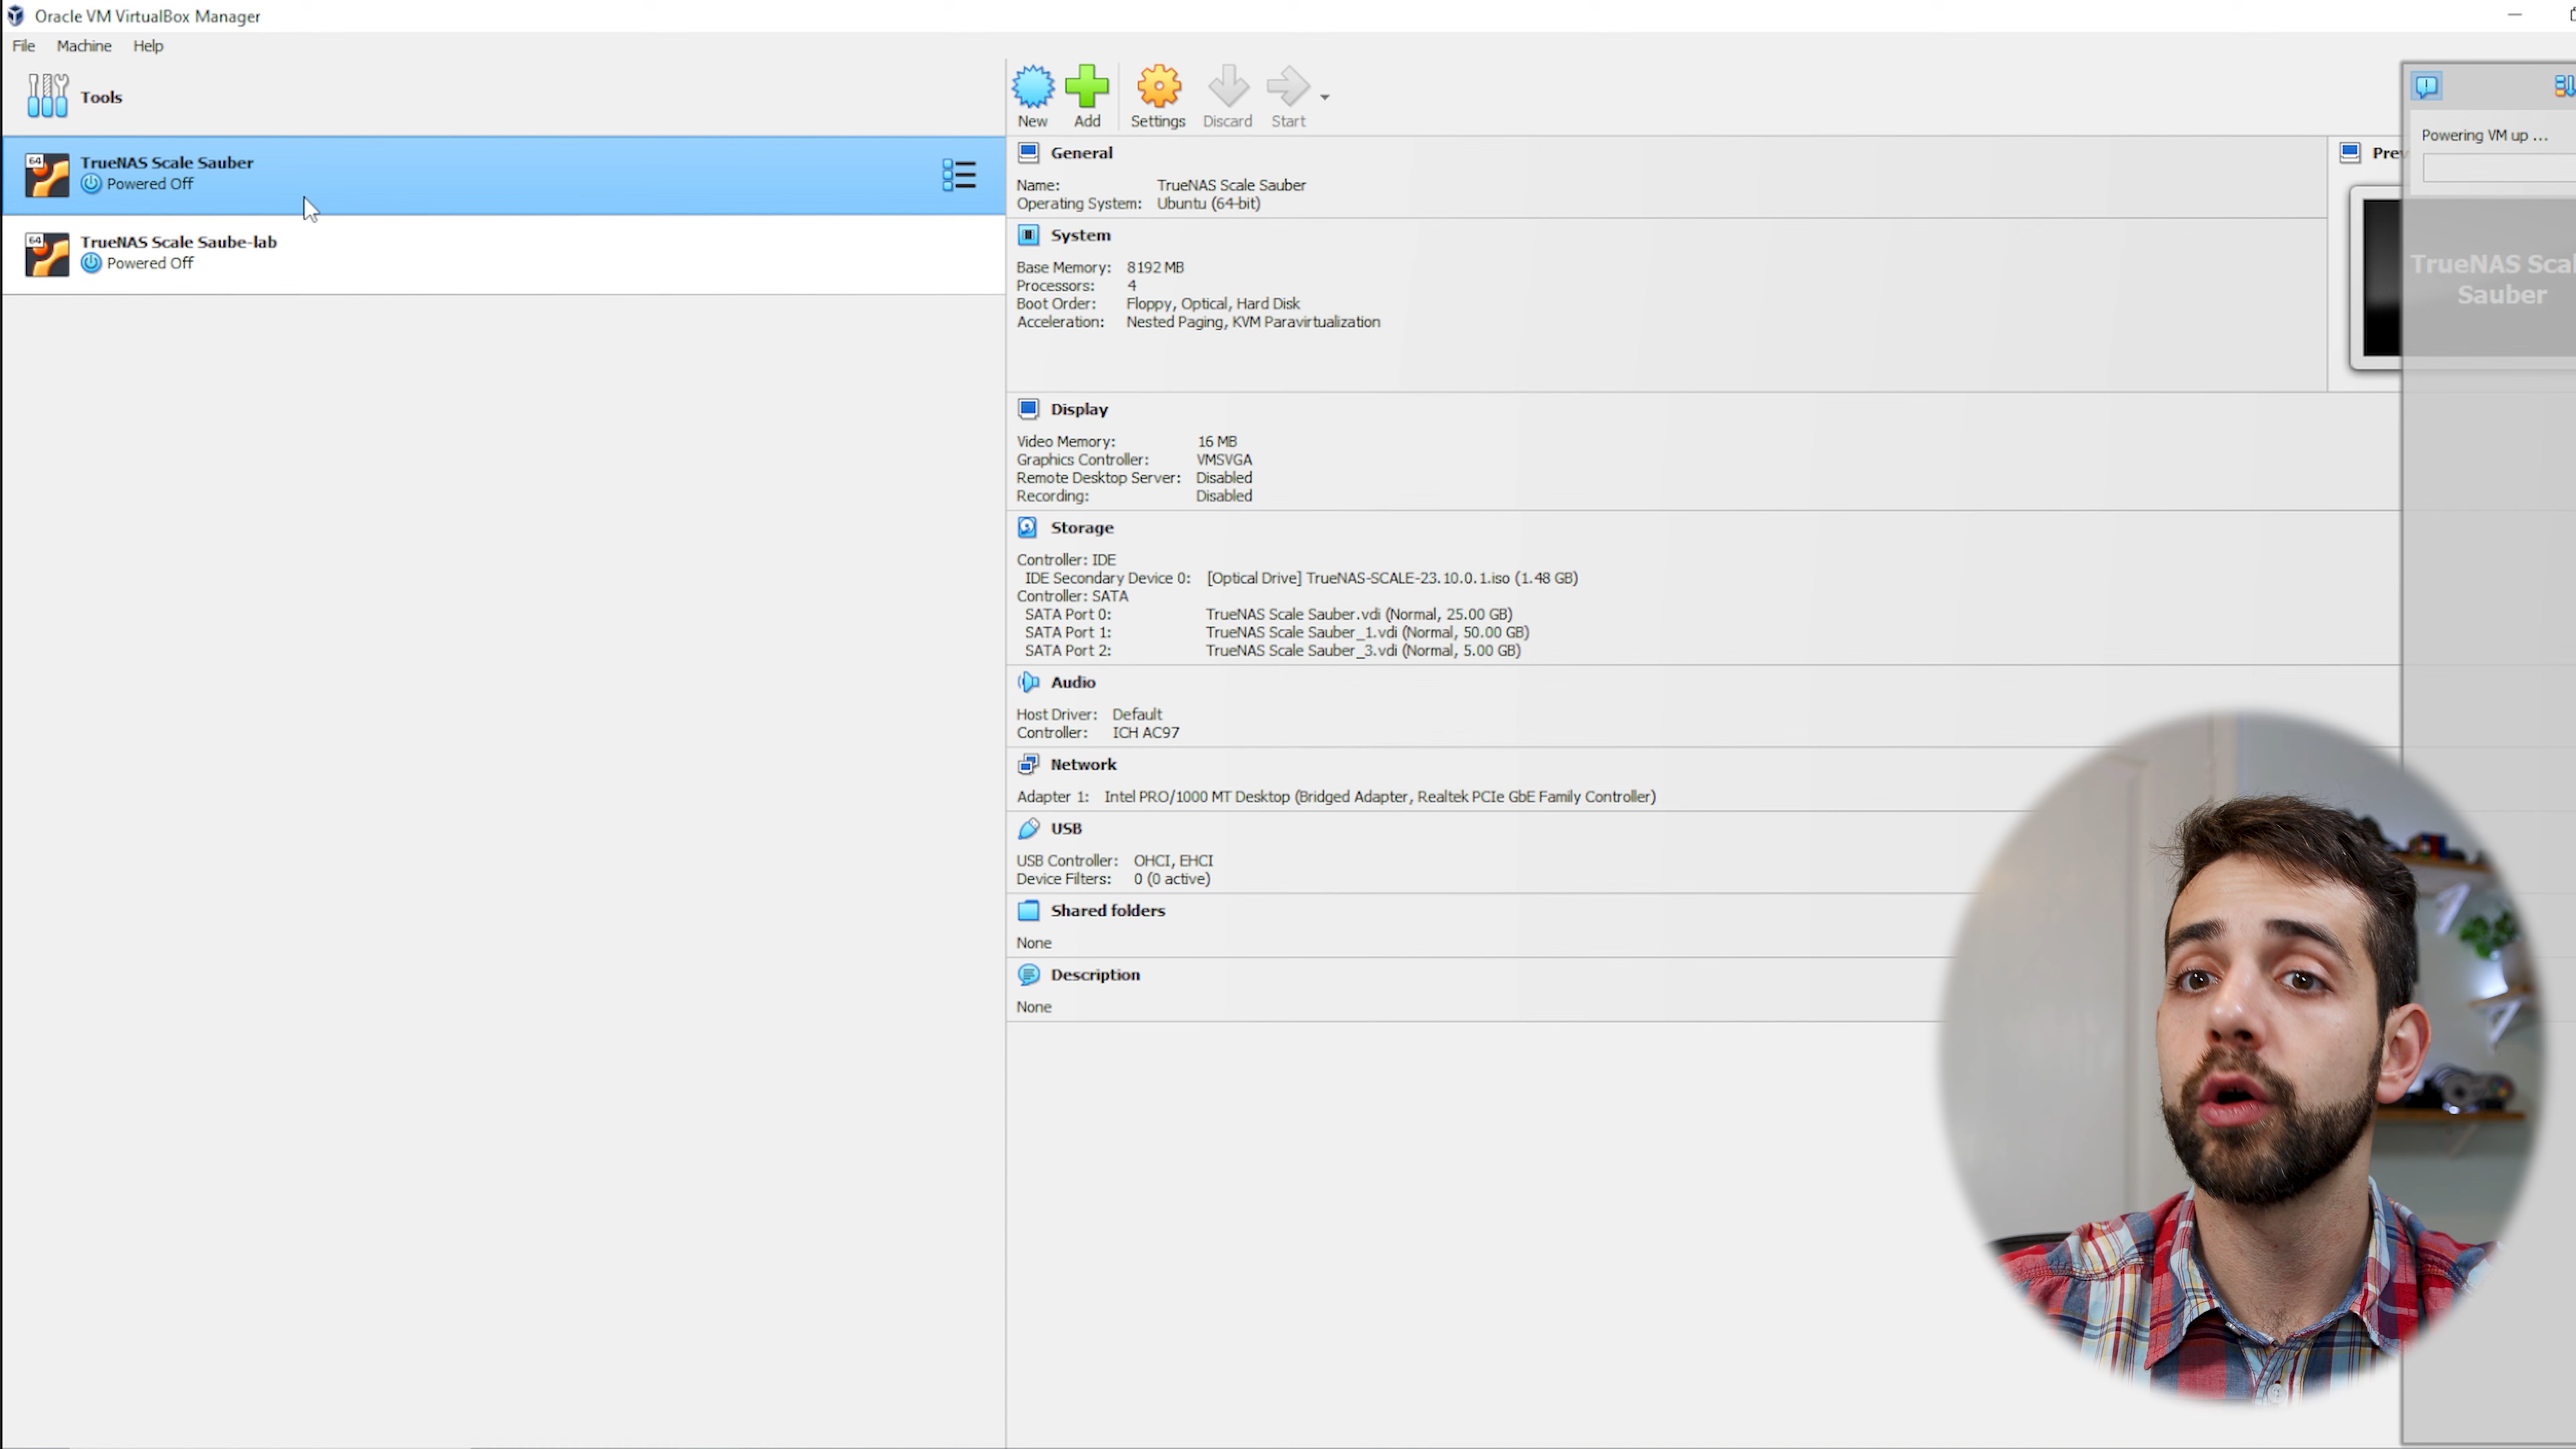 Oracle VM VirtualBox Manager
File Machine Help
Tools
New Add Settings Discard Start
64 TrueNAS Scale Sauber
Powered Off
64 TrueNAS Scale Saube-lab
Powered Off
General
Name: TrueNAS Scale Sauber
Operating System: Ubuntu (64-bit)
System
Base Memory: 8192 MB
Processors: 4
Boot Order: Floppy, Optical, Hard Disk
Acceleration: Nested Paging, KVM Paravirtualization
Display
Video Memory: 16 MB
Graphics Controller: VMSVGA
Remote Desktop Server: Disabled
Recording: Disabled
Storage
Controller: IDE
IDE Secondary Device 0: [Optical Drive] TrueNAS-SCALE-23.10.0.1.iso (1.48 GB)
Controller: SATA
SATA Port 0: TrueNAS Scale Sauber.vdi (Normal, 25.00 GB)
SATA Port 1: TrueNAS Scale Sauber_1.vdi (Normal, 50.00 GB)
SATA Port 2: TrueNAS Scale Sauber_3.vdi (Normal, 5.00 GB)
Audio
Host Driver: Default
Controller: ICH AC97
Network
Adapter 1: Intel PRO/1000 MT Desktop (Bridged Adapter, Realtek PCIe GbE Family Controller)
USB
USB Controller: OHCI, EHCI
Device Filters: 0 (0 active)
Shared folders
None
Description
None
Prev
Powering VM up ...
TrueNAS Scal
Sauber